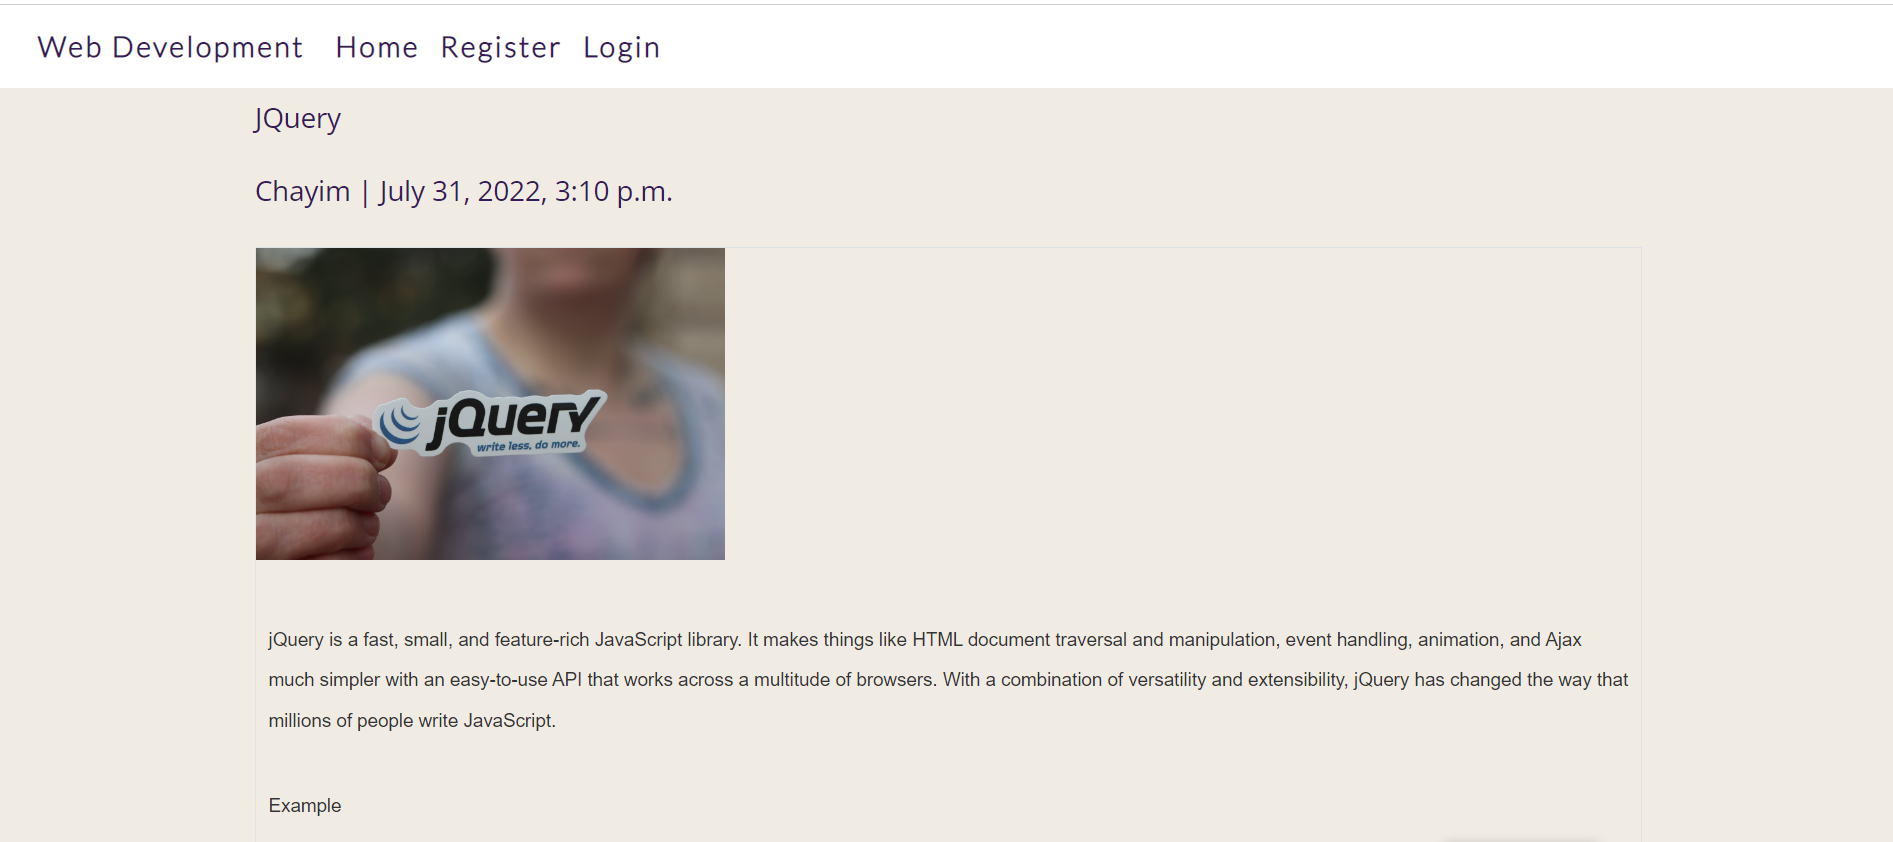 Web Development Home Register Login
JQuery
Chayim | July 31, 2022, 3:10 p.m.
jQuery
write less, do more.
jQuery is a fast, small, and feature-rich JavaScript library. It makes things like HTML document traversal and manipulation, event handling, animation, and Ajax
much simpler with an easy-to-use API that works across a multitude of browsers. With a combination of versatility and extensibility, jQuery has changed the way that
millions of people write JavaScript.
Example